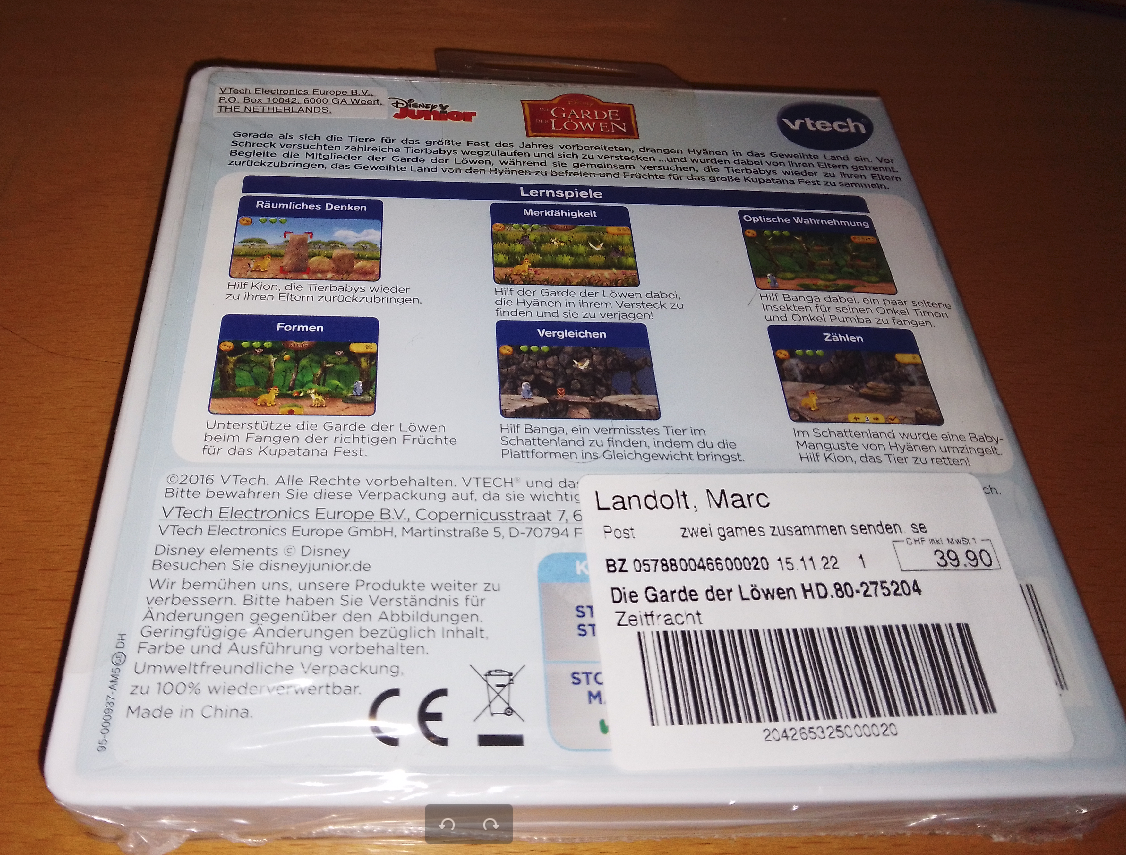 VTech Electronics Europe B.V.,
P.O. Box 10042, 6000 GA Weert,
THE NETHERLANDS.
Disney Junior
Die GARDE
DER LÖWEN
vtech
Gerade als sich die Tiere für das größte Fest des Jahres vorbereiteten, drangen Hyänen in das Geweihte Land ein. Vor
Schreck versuchten zahlreiche Tierbabys wegzulaufen und sich zu verstecken ...und wurden dabei von ihren Eltern getrennt.
Begleite die Mitglieder der Garde der Löwen, während sie gemeinsam versuchen, die Tierbabys wieder zu ihren Eltern
zurückzubringen, das Geweihte Land von den Hyänen zu befreien und Früchte für das große Kupatana Fest zu sammeln.
Lernspiele
Räumliches Denken
Hilf Kion, die Tierbabys wieder
zu ihren Eltern zurückzubringen.
Merkfähigkeit
Hilf der Garde der Löwen dabei,
die Hyänen in ihrem Versteck zu
finden und sie zu verjagen!
Optische Wahrnehmung
Hilf Banga dabei, ein paar seltene
Insekten für seinen Onkel Timon
und Onkel Pumba zu fangen.
Formen
Unterstütze die Garde der Löwen
beim Fangen der richtigen Früchte
für das Kupatana Fest.
Vergleichen
Hilf Banga, ein vermisstes Tier im
Schattenland zu finden, indem du die
Plattformen ins Gleichgewicht bringst.
Zählen
Im Schattenland wurde eine Baby-
Manguste von Hyänen umzingelt.
Hilf Kion, das Tier zu retten!
©2016 VTech. Alle Rechte vorbehalten. VTECH® und da
Bitte bewahren Sie diese Verpackung auf, da sie wichtig
ch.
VTech Electronics Europe B.V., Copernicusstraat 7, 6
VTech Electronics Europe GmbH, Martinstraße 5, D-70794 F
Disney elements © Disney
Besuchen Sie disneyjunior.de
Wir bemühen uns, unsere Produkte weiter zu
verbessern. Bitte haben Sie Verständnis für
Änderungen gegenüber den Abbildungen.
Geringfügige Änderungen bezüglich Inhalt,
Farbe und Ausführung vorbehalten.
Umweltfreundliche Verpackung,
zu 100% wiederverwertbar.
Made in China.
CE
K
ST
ST
STO
M
Landolt, Marc
Post zwei games zusammen senden se
CHF inkl. MwSt 1
BZ 057880046600020 15.11.22 1 39.90
Die Garde der Löwen HD.80-275204
Zeitfracht
204265325000020